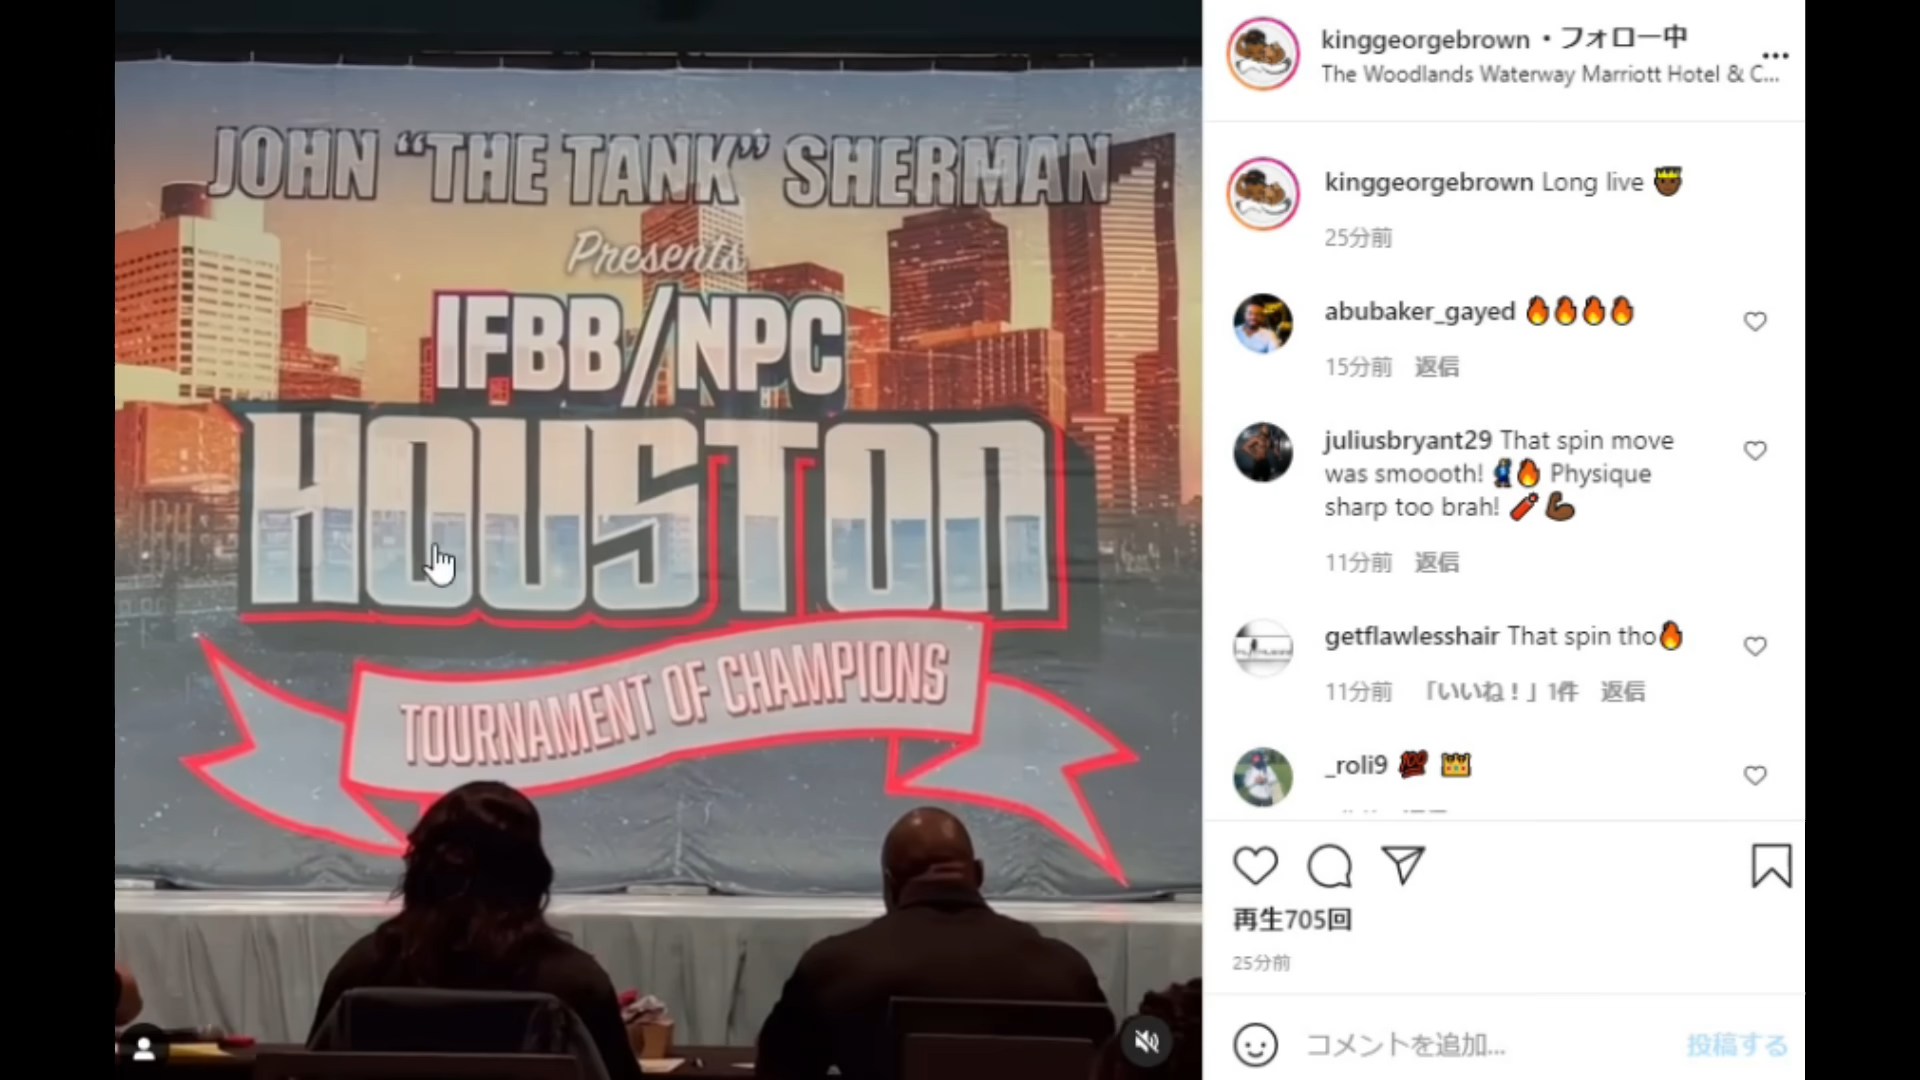 JOHN “THE TANK” SHERMAN
Presents
IFBB/NPC
HOUSTON
TOURNAMENT OF CHAMPIONS
kinggeorgebrown • フォロー中
The Woodlands Waterway Marriott Hotel & C...
kinggeorgebrown Long live 🤴🏾
25分前
abubaker_gayed 🔥🔥🔥🔥
15分前 返信
juliusbryant29 That spin move
was smoooth! 🔥 Physique
sharp too brah! 🧨💪🏾
11分前 返信
getflawlesshair That spin tho🔥
11分前 「いいね！」1件 返信
_roli9 💯 👑
再生705回
25分前
コメントを追加...
投稿する